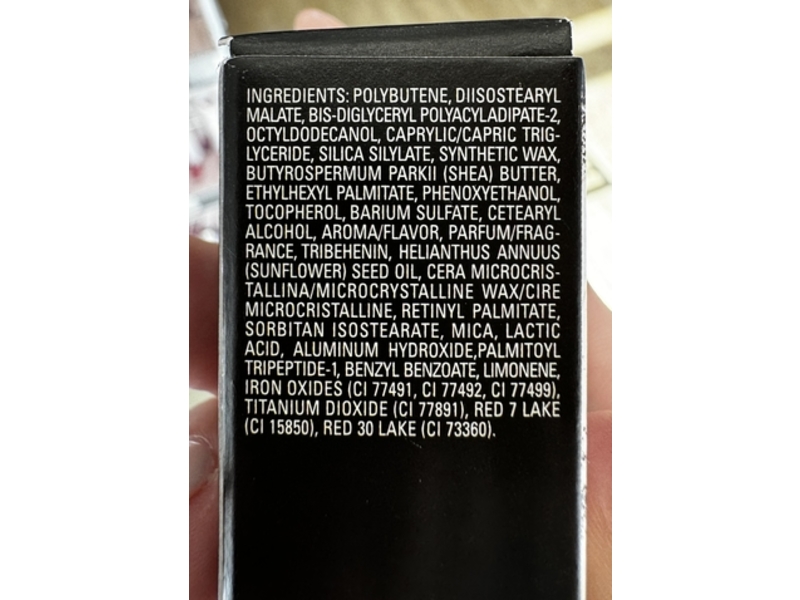 INGREDIENTS: POLYBUTENE, DIISOSTEARYL
MALATE, BIS-DIGLYCERYL POLYACYLADIPATE-2,
OCTYLDODECANOL, CAPRYLIC/CAPRIC TRIG-
LYCERIDE, SILICA SILYLATE, SYNTHETIC WAX,
BUTYROSPERMUM PARKII (SHEA) BUTTER,
ETHYLHEXYL PALMITATE, PHENOXYETHANOL,
TOCOPHEROL, BARIUM SULFATE, CETEARYL
ALCOHOL, AROMA/FLAVOR, PARFUM/FRAG-
RANCE, TRIBEHENIN, HELIANTHUS ANNUUS
(SUNFLOWER) SEED OIL, CERA MICROCRIS-
TALLINA/MICROCRYSTALLINE WAX/CIRE
MICROCRISTALLINE, RETINYL PALMITATE,
SORBITAN ISOSTEARATE, MICA, LACTIC
ACID, ALUMINUM HYDROXIDE,PALMITOYL
TRIPEPTIDE-1, BENZYL BENZOATE, LIMONENE,
IRON OXIDES (CI 77491, CI 77492, CI 77499),
TITANIUM DIOXIDE (CI 77891), RED 7 LAKE
(CI 15850), RED 30 LAKE (CI 73360).